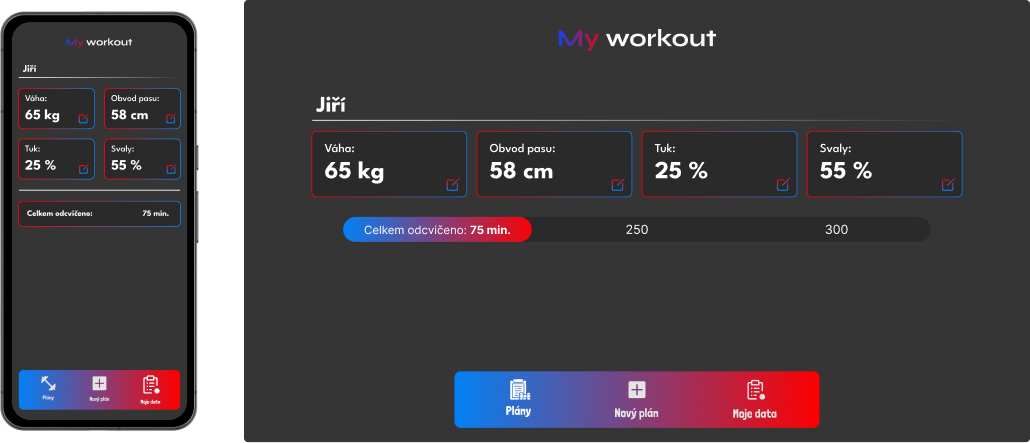 My workout
Jiří
Váha: Obvod pasu:
65 kg 58 cm
Tuk: Svaly:
25 % 55 %
Celkem odcvičeno: 75 min.
Plány Nový plán Moje data
My workout
Jiří
Váha: Obvod pasu: Tuk: Svaly:
65 kg 58 cm 25 % 55 %
Celkem odcvičeno: 75 min. 250 300
Plány Nový plán Moje data